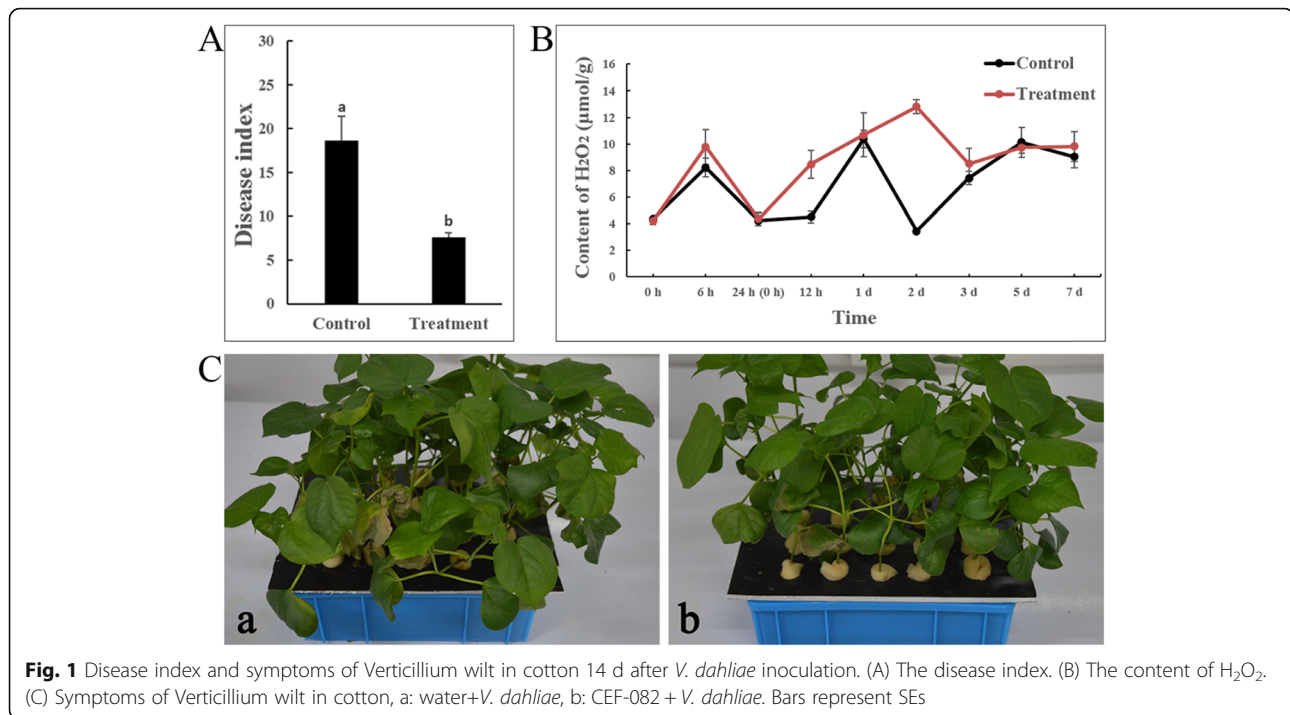 A
30
25
20
15
10
5
0
Disease index
a
b
Control
Treatment
B
16
14
12
10
8
6
4
2
0
Content of H₂O₂ (μmol/g)
Control
Treatment
0 h
6 h
24 h (0 h)
12 h
1 d
2 d
3 d
5 d
7 d
Time
C
a
b
Fig. 1 Disease index and symptoms of Verticillium wilt in cotton 14 d after V. dahliae inoculation. (A) The disease index. (B) The content of H₂O₂.
(C) Symptoms of Verticillium wilt in cotton, a: water+V. dahliae, b: CEF-082 + V. dahliae. Bars represent SEs